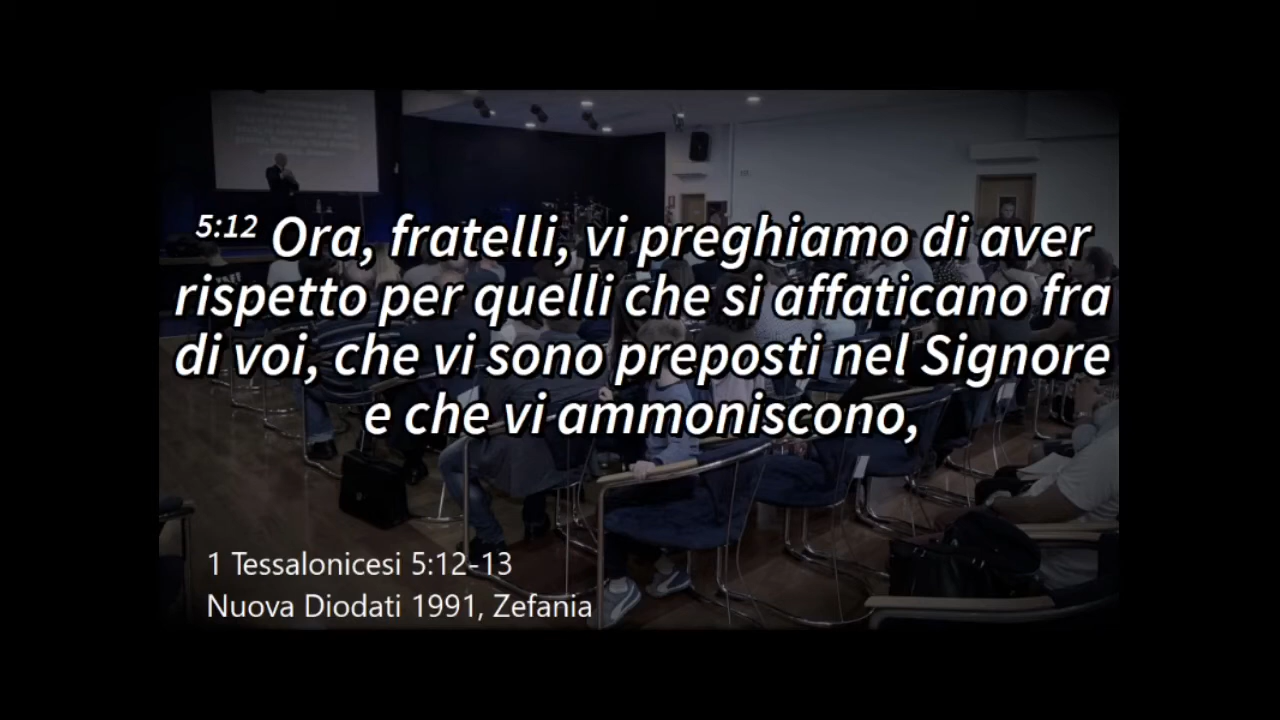 5:12 Ora, fratelli, vi preghiamo di aver
rispetto per quelli che si affaticano fra
di voi, che vi sono preposti nel Signore
e che vi ammoniscono,
1 Tessalonicesi 5:12-13
Nuova Diodati 1991, Zefania